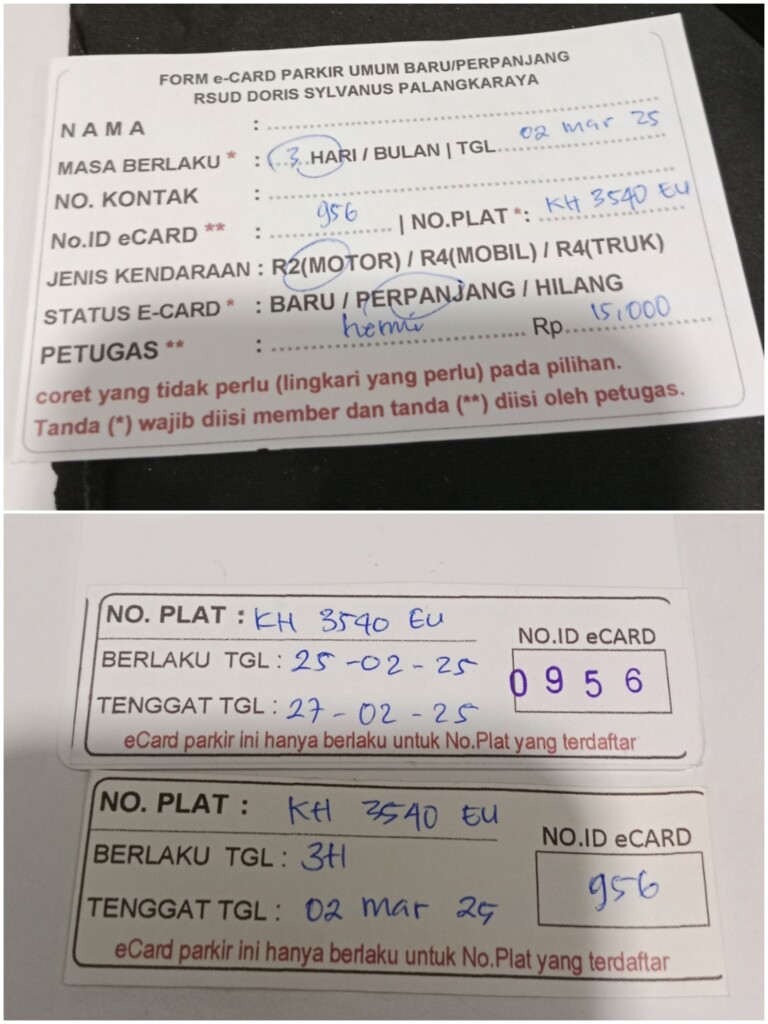 FORM e-CARD PARKIR UMUM BARU/PERPANJANG
RSUD DORIS SYLVANUS PALANGKARAYA
NAMA :
MASA BERLAKU * : (..3..HARI / BULAN | TGL. 02 mar 25
NO. KONTAK :
No.ID eCARD ** : 956 | NO.PLAT *: KH 3540 EU
JENIS KENDARAAN : R2(MOTOR) / R4(MOBIL) / R4(TRUK)
STATUS E-CARD * : BARU / PERPANJANG / HILANG
PETUGAS ** : hemi Rp. 15,000
coret yang tidak perlu (lingkari yang perlu) pada pilihan.
Tanda (*) wajib diisi member dan tanda (**) diisi oleh petugas.
NO. PLAT : KH 3540 EU
NO.ID eCARD
BERLAKU TGL : 25-02-25
0956
TENGGAT TGL : 27-02-25
eCard parkir ini hanya berlaku untuk No.Plat yang terdaftar
NO. PLAT : KH 3540 EU
NO.ID eCARD
BERLAKU TGL : 3H
956
TENGGAT TGL : 02 mar 25
eCard parkir ini hanya berlaku untuk No.Plat yang terdaftar